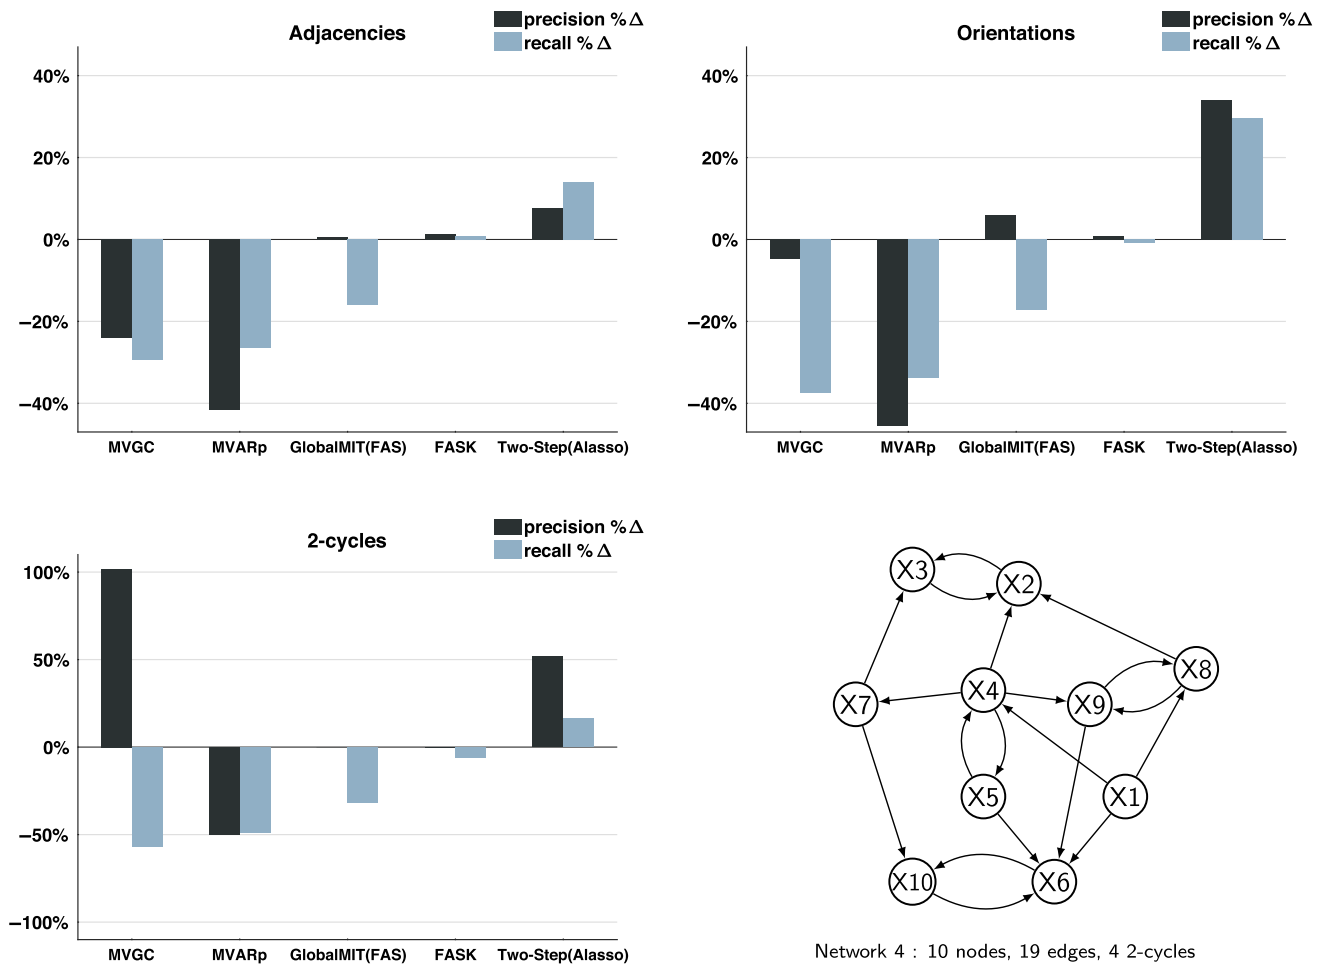 Adjacencies
precision % Δ
recall % Δ
40%
20%
0%
−20%
−40%
MVGC MVARp GlobalMIT(FAS) FASK Two-Step(Alasso)
Orientations
precision % Δ
recall % Δ
40%
20%
0%
−20%
−40%
MVGC MVARp GlobalMIT(FAS) FASK Two-Step(Alasso)
2-cycles
precision % Δ
recall % Δ
100%
50%
0%
−50%
−100%
MVGC MVARp GlobalMIT(FAS) FASK Two-Step(Alasso)
X3
X2
X8
X4
X7
X9
X5
X1
X10
X6
Network 4 : 10 nodes, 19 edges, 4 2-cycles